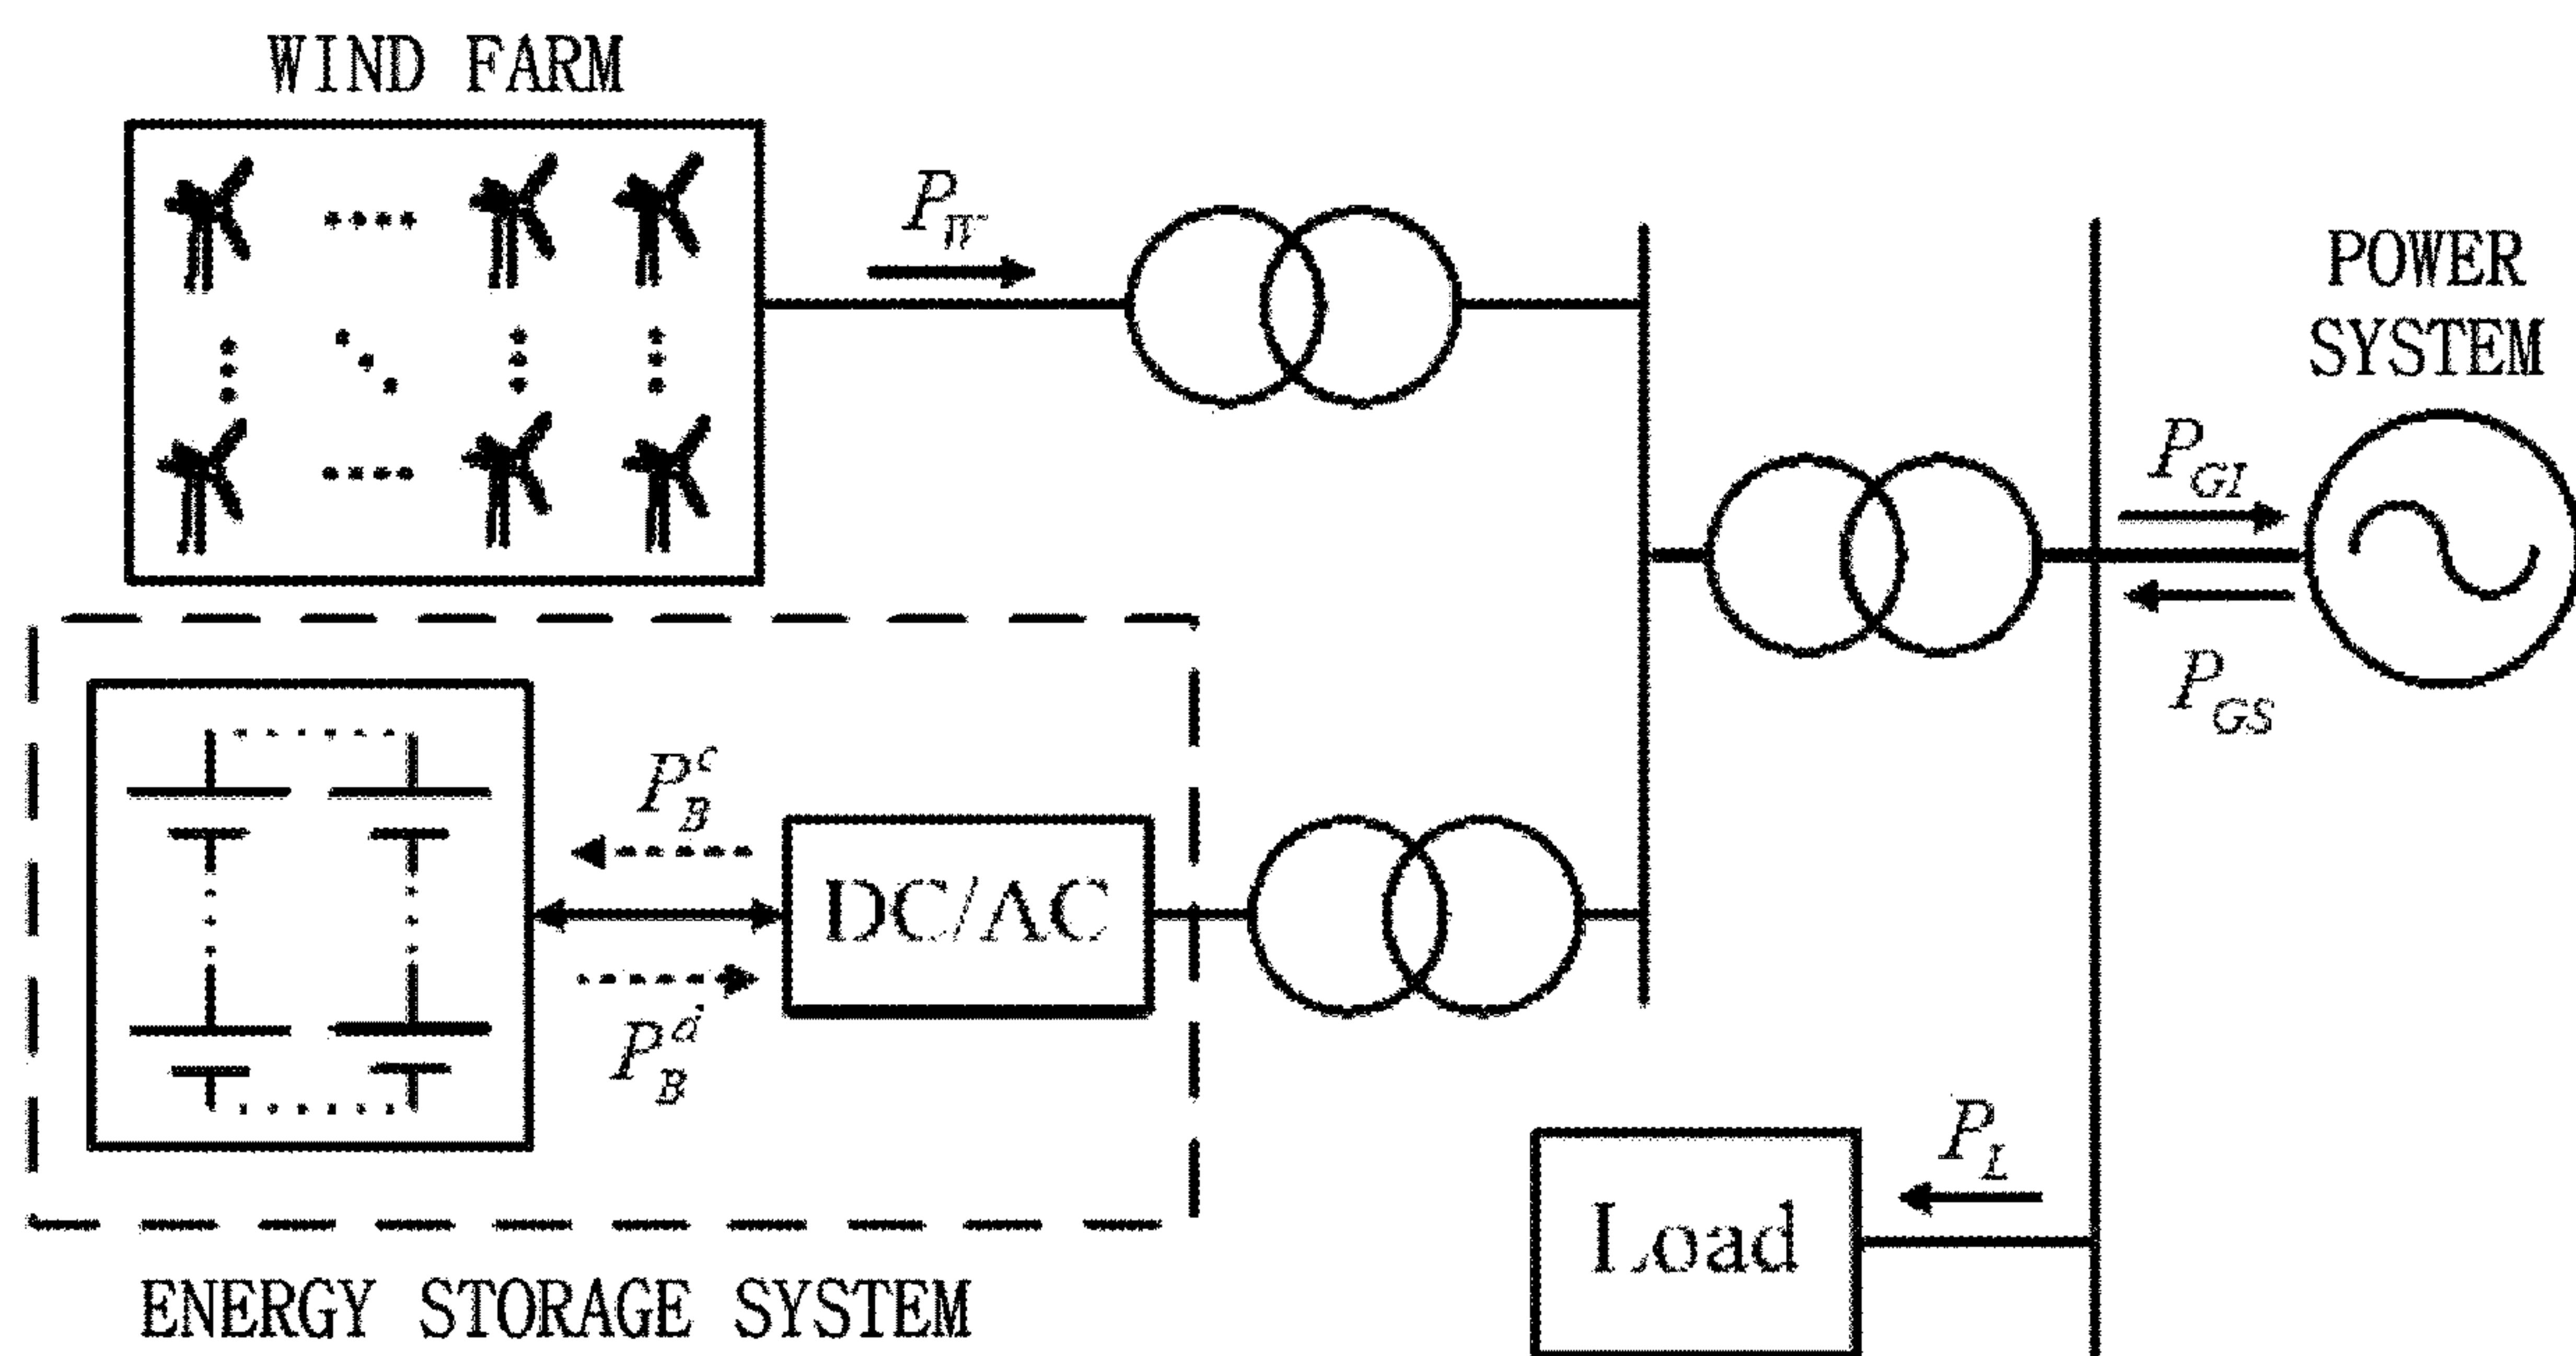 WIND FARM
P_W
POWER
SYSTEM
P_GI
P_GS
P_B^c
DC/AC
P_B^d
P_L
Load
ENERGY STORAGE SYSTEM